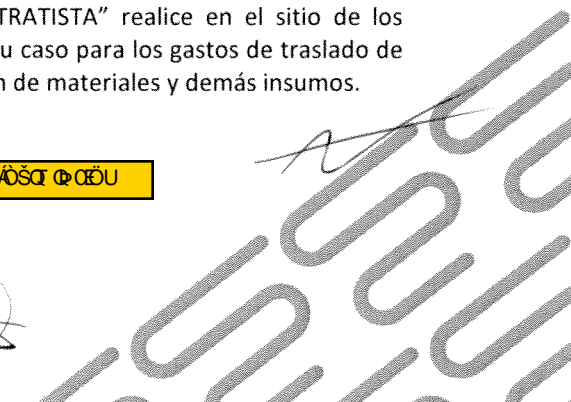 TRATISTA” realice en el sitio de los
u caso para los gastos de traslado de
n de materiales y demás insumos.